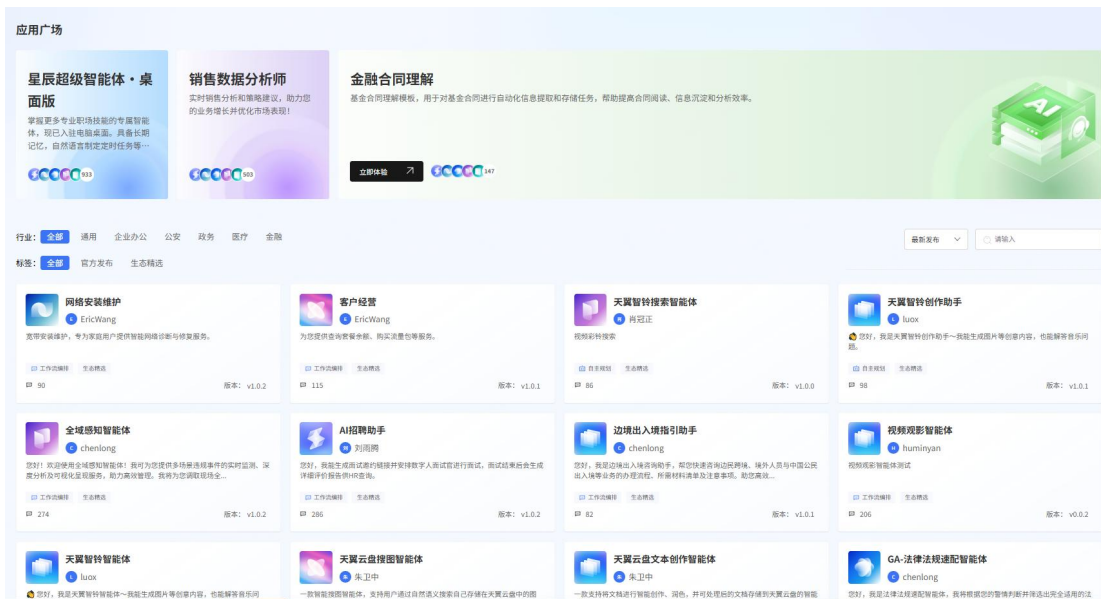 应用广场
星辰超级智能体·桌
面版
掌握更多专业职场技能的专属智能
体，现已入驻电脑桌面。具备长期
记忆，自然语言制定定时任务等…
933
销售数据分析师
实时销售分析和策略建议，助力您
的业务增长并优化市场表现！
503
金融合同理解
基金合同理解模板，用于对基金合同进行自动化信息提取和存储任务，帮助提高合同阅读、信息沉淀和分析效率。
立即体验
147
AI
行业： 全部 通用 企业办公 公安 政务 医疗 金融
最新发布 请输入
标签： 全部 官方发布 生态精选
网络安装维护
E EricWang
宽带安装维护，专为家庭用户提供智能网络诊断与修复服务。
工作流编排 生态精选
90 版本： v1.0.2
客户经营
E EricWang
为您提供查询套餐余额、购买流量包等服务。
工作流编排 生态精选
115 版本： v1.0.1
天翼智铃搜索智能体
肖冠正
视频彩铃搜索
自主规划 生态精选
86 版本： v1.0.0
天翼智铃创作助手
L luox
您好，我是天翼智铃创作助手～我能生成图片等创意内容，也能解答音乐问
题。
自主规划 生态精选
98 版本： v1.0.1
全域感知智能体
C chenlong
您好！欢迎使用全域感知智能体！我可为您提供多场景违规事件的实时监测、深
度分析及可视化呈现服务，助力高效管理。我将为您调取现场全...
工作流编排 生态精选
274 版本： v1.0.2
AI招聘助手
刘雨腾
您好，我能生成面试邀约链接并安排数字人面试官进行面试，面试结束后会生成
详细评价报告供HR查阅。
工作流编排 生态精选
286 版本： v1.0.2
边境出入境指引助手
C chenlong
您好，我是边境出入境咨询助手，帮您快速咨询边民跨境、境外人员与中国公民
出入境等业务的办理流程、所需材料清单及注意事项。助您高效...
工作流编排 生态精选
82 版本： v1.0.1
视频观影智能体
H huminyan
视频观影智能体测试
工作流编排 生态精选
206 版本： v0.0.2
天翼智铃智能体
L luox
您好，我是天翼智铃智能体～我能生成图片等创意内容，也能解答音乐问
天翼云盘搜图智能体
朱 朱卫中
一款智能搜图智能体，支持用户通过自然语义搜索自己存储在天翼云盘中的图
天翼云盘文本创作智能体
朱 朱卫中
一款支持将文档进行智能创作、润色，并可处理后的文档存储到天翼云盘的智能
GA-法律法规速配智能体
C chenlong
您好，我是法律法规速配智能体，我将根据您的警情判断并筛选出完全适用的法